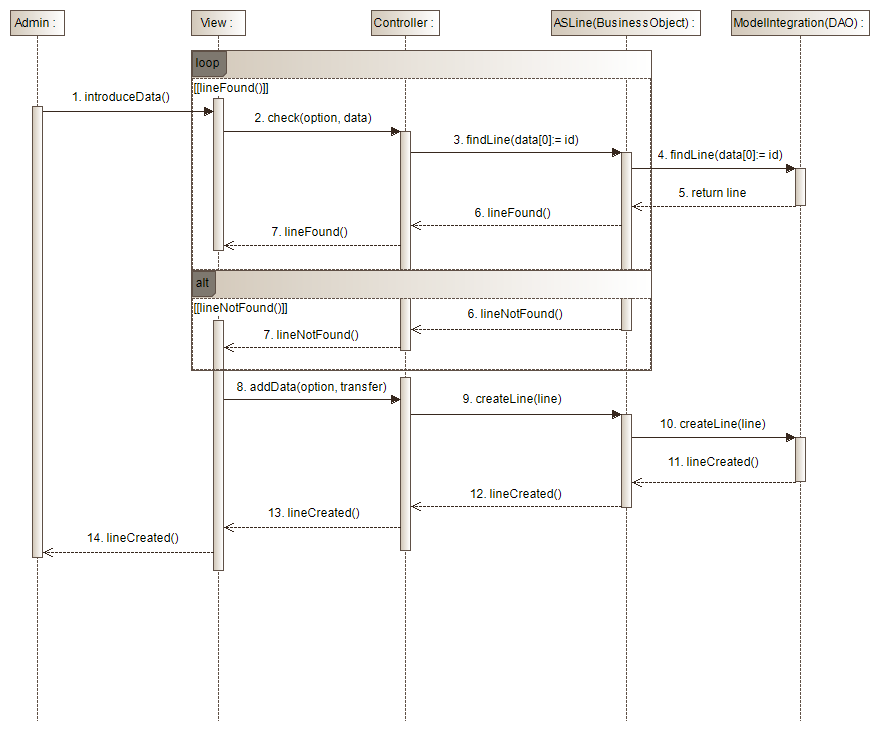 Admin :
View :
Controller :
ASLine(BusinessObject) :
ModelIntegration(DAO) :
loop
[[lineFound()]]
1. introduceData()
2. check(option, data)
3. findLine(data[0]:= id)
4. findLine(data[0]:= id)
5. return line
6. lineFound()
7. lineFound()
alt
[[lineNotFound()]]
6. lineNotFound()
7. lineNotFound()
8. addData(option, transfer)
9. createLine(line)
10. createLine(line)
11. lineCreated()
12. lineCreated()
13. lineCreated()
14. lineCreated()